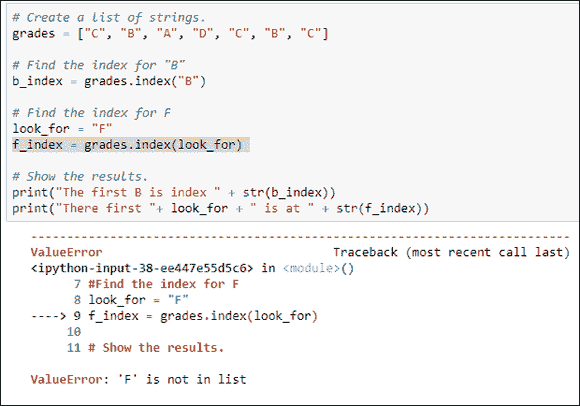 # Create a list of strings.
grades = ["C", "B", "A", "D", "C", "B", "C"]
# Find the index for "B"
b_index = grades.index("B")
# Find the index for F
look_for = "F"
f_index = grades.index(look_for)
# Show the results.
print("The first B is index " + str(b_index))
print("There first "+ look_for + " is at " + str(f_index))
---------------------------------------------------------------------------
ValueError Traceback (most recent call last)
<ipython-input-38-ee447e55d5c6> in <module>()
7 #Find the index for F
8 look_for = "F"
----> 9 f_index = grades.index(look_for)
10
11 # Show the results.
ValueError: 'F' is not in list